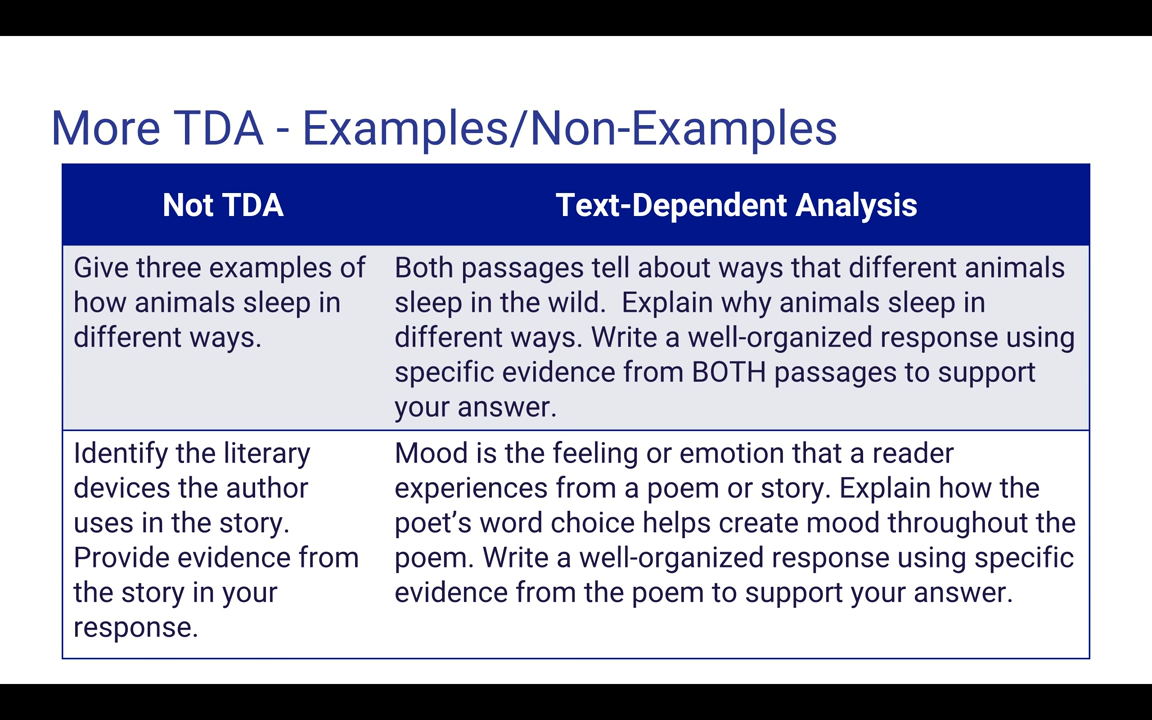 More TDA - Examples/Non-Examples
Not TDA
Text-Dependent Analysis
Give three examples of
how animals sleep in
different ways.
Both passages tell about ways that different animals
sleep in the wild.  Explain why animals sleep in
different ways. Write a well-organized response using
specific evidence from BOTH passages to support
your answer.
Identify the literary
devices the author
uses in the story.
Provide evidence from
the story in your
response.
Mood is the feeling or emotion that a reader
experiences from a poem or story. Explain how the
poet’s word choice helps create mood throughout the
poem. Write a well-organized response using specific
evidence from the poem to support your answer.